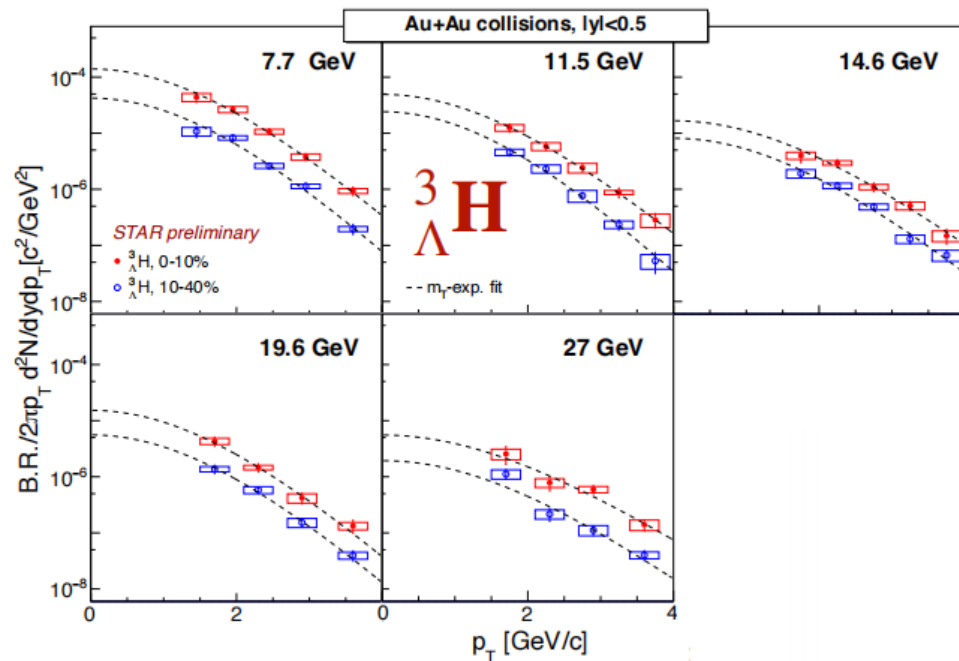 Au+Au collisions, |y|<0.5
7.7 GeV
11.5 GeV
14.6 GeV
10⁻⁴
10⁻⁶
10⁻⁸
STAR preliminary
³ΛH, 0-10%
³ΛH, 10-40%
³ΛH
m_T-exp. fit
19.6 GeV
27 GeV
10⁻⁴
10⁻⁶
10⁻⁸
0 2 0 2 4
B.R./2πp_T d²N/dydp_T[c²/GeV²]
p_T [GeV/c]